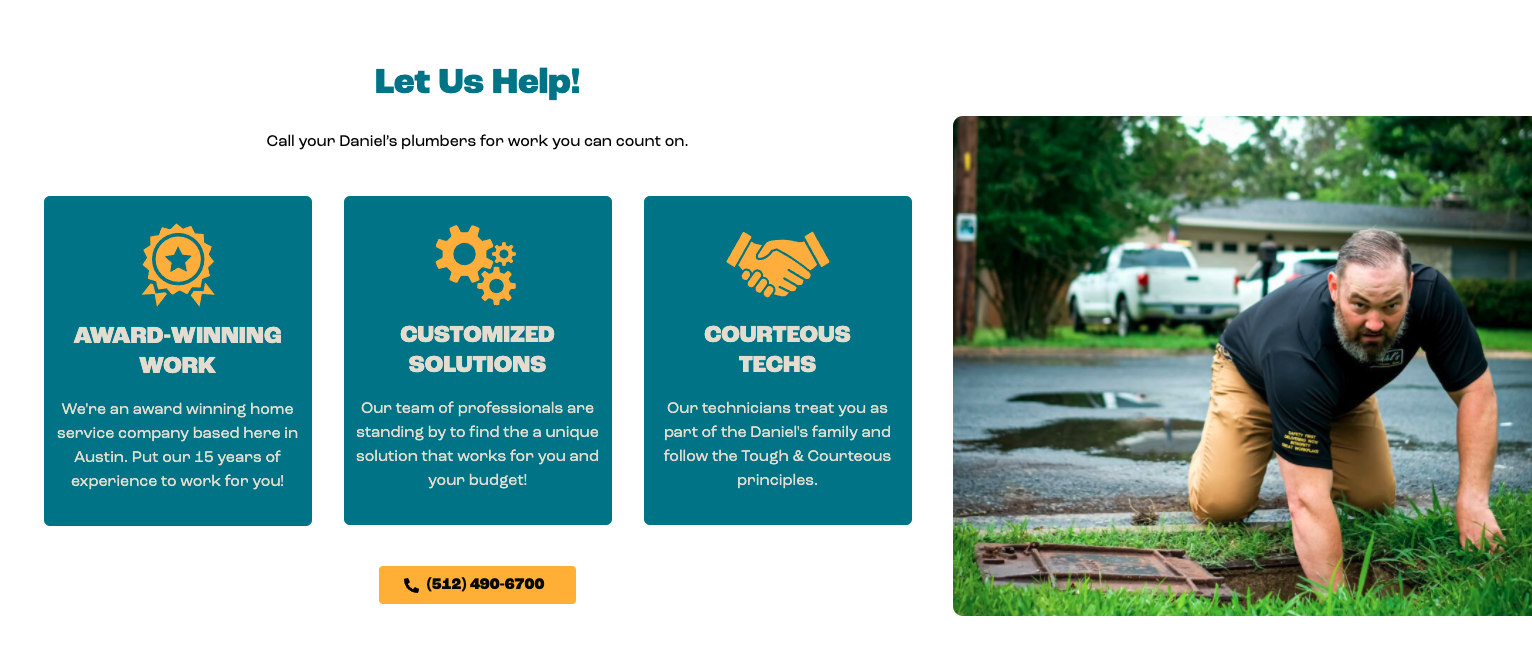 Let Us Help!
Call your Daniel's plumbers for work you can count on.
AWARD-WINNING
WORK
We're an award winning home
service company based here in
Austin. Put our 15 years of
experience to work for you!
CUSTOMIZED
SOLUTIONS
Our team of professionals are
standing by to find the a unique
solution that works for you and
your budget!
COURTEOUS
TECHS
Our technicians treat you as
part of the Daniel's family and
follow the Tough & Courteous
principles.
(512) 490-6700
SAFETY FIRST